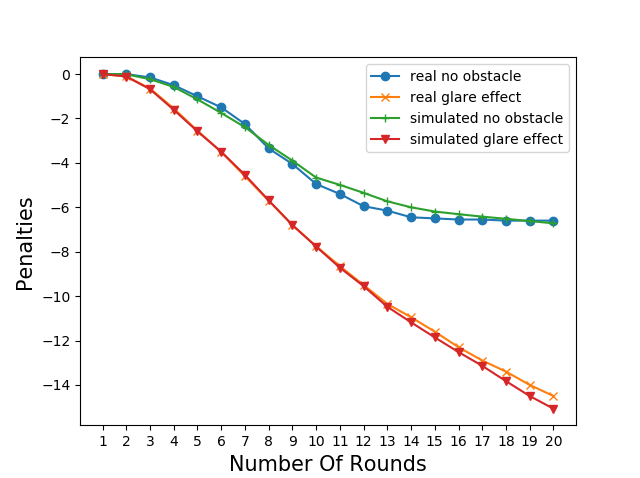 real no obstacle
real glare effect
simulated no obstacle
simulated glare effect
0
−2
−4
−6
−8
−10
−12
−14
Penalties
1 2 3 4 5 6 7 8 9 10 11 12 13 14 15 16 17 18 19 20
Number Of Rounds